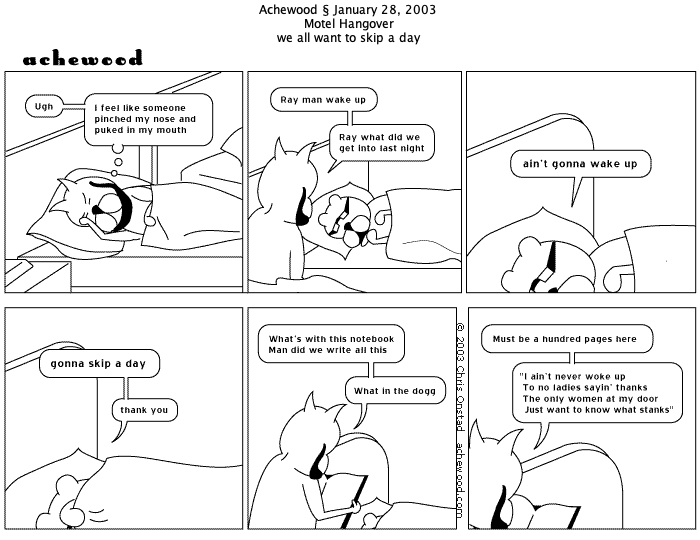 Achewood § January 28, 2003
Motel Hangover
we all want to skip a day
achewood
Ugh
I feel like someone
pinched my nose and
puked in my mouth
Ray man wake up
Ray what did we
get into last night
ain't gonna wake up
gonna skip a day
thank you
What's with this notebook
Man did we write all this
What in the dogg
© 2003 Chris Onstad achewood.com
Must be a hundred pages here
"I ain't never woke up
To no ladies sayin' thanks
The only women at my door
Just want to know what stanks"